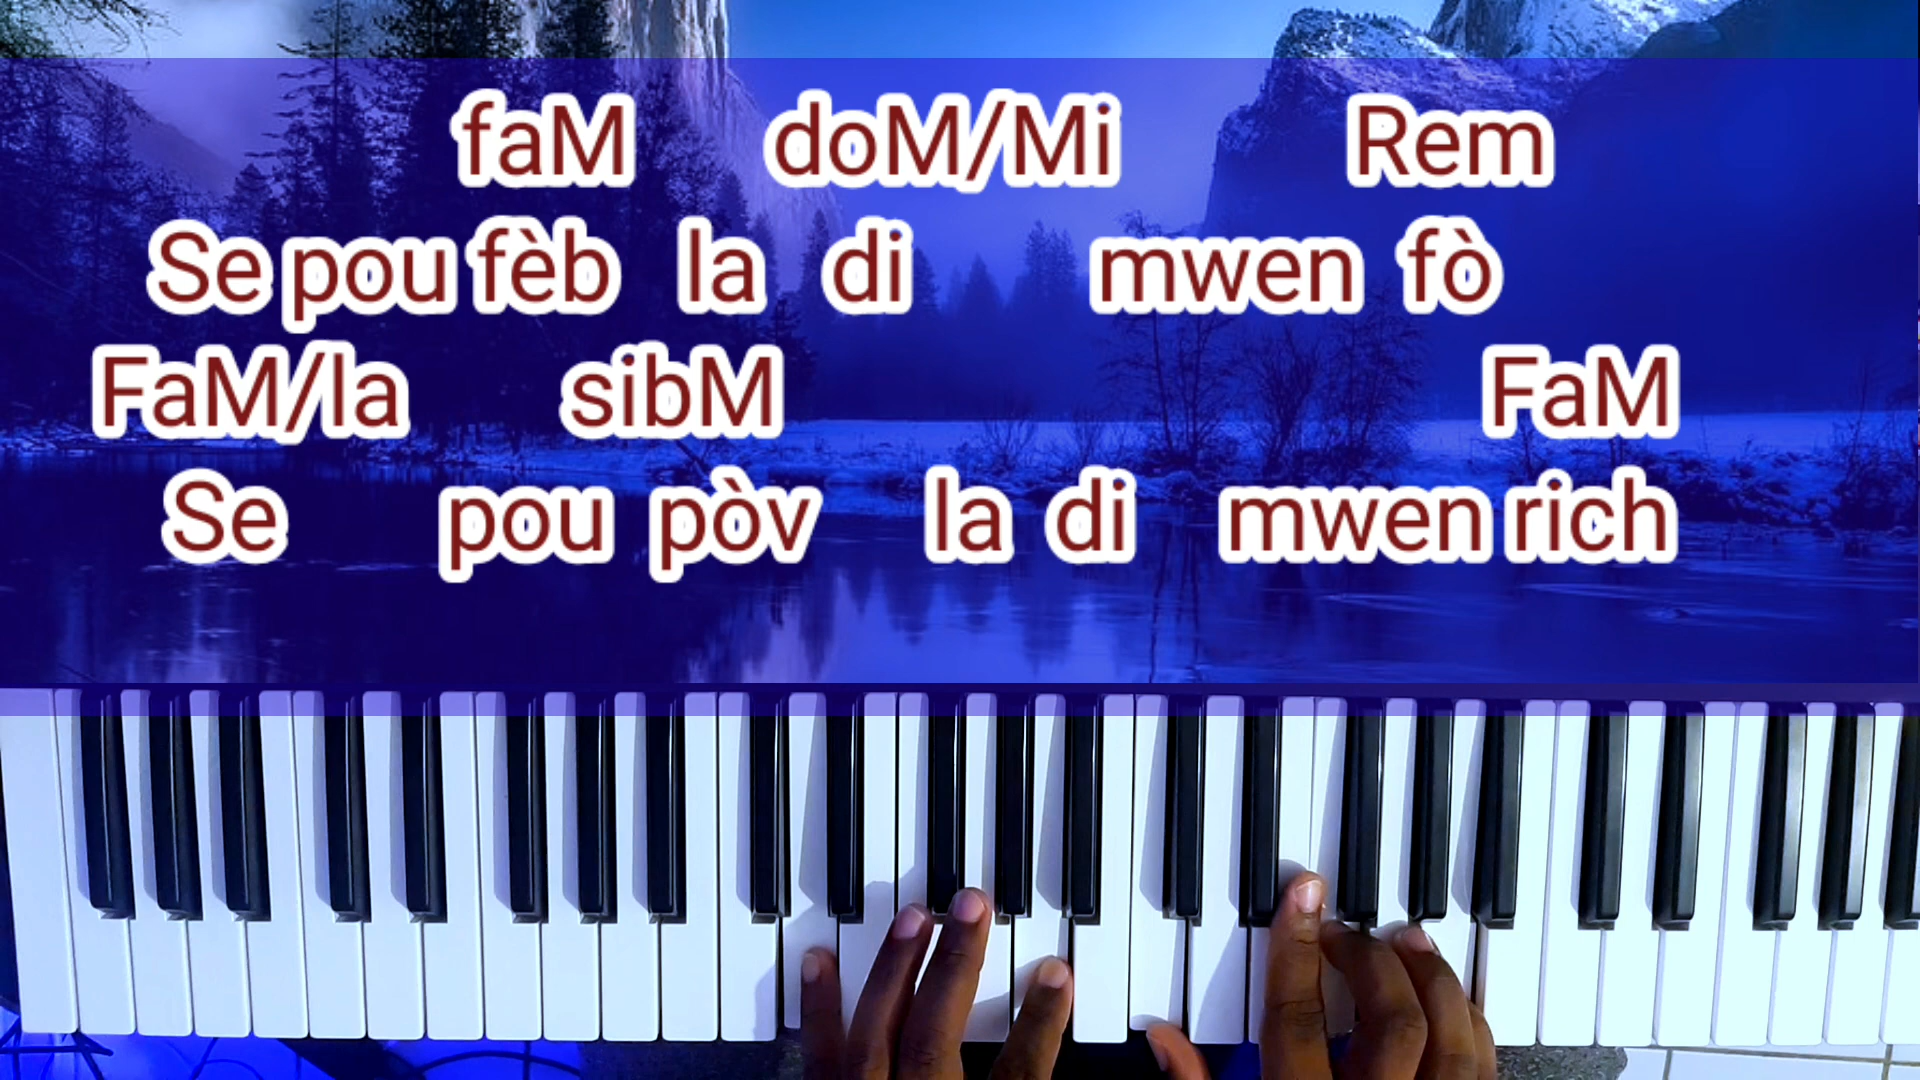 faM doM/Mi Rem
Se pou fèb la di mwen fò
FaM/la sibM FaM
Se pou pòv la di mwen rich